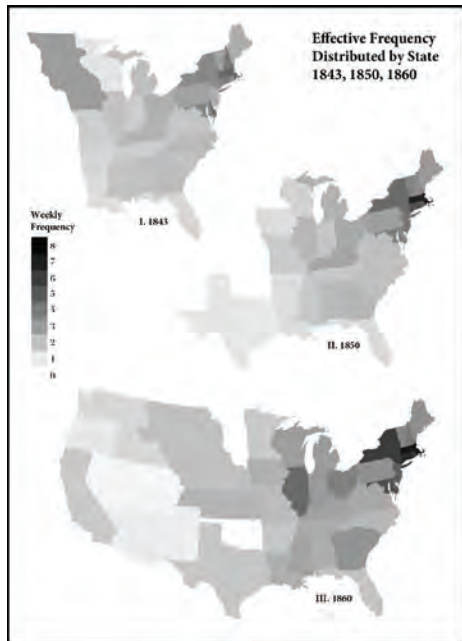 Effective Frequency
Distributed by State
1843, 1850, 1860
I. 1843
Weekly
Frequency
8
7
6
5
4
3
2
1
0
II. 1850
III. 1860